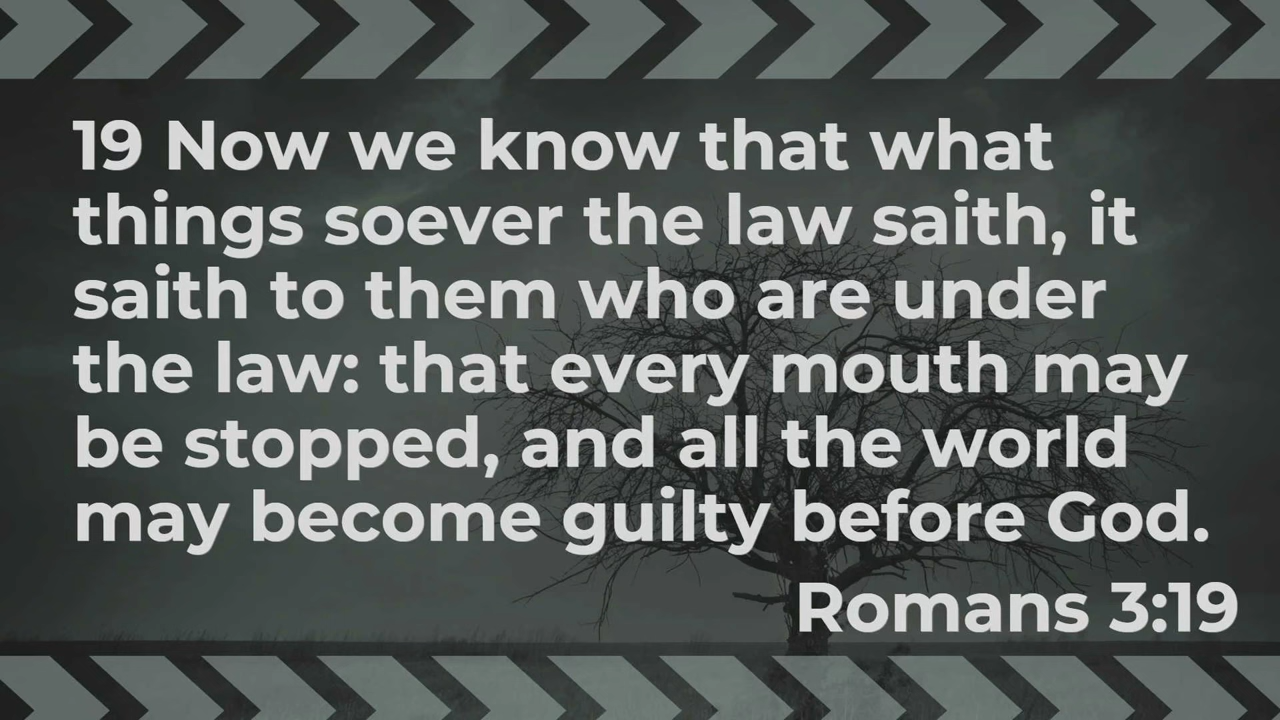 19 Now we know that what
things soever the law saith, it
saith to them who are under
the law: that every mouth may
be stopped, and all the world
may become guilty before God.
Romans 3:19